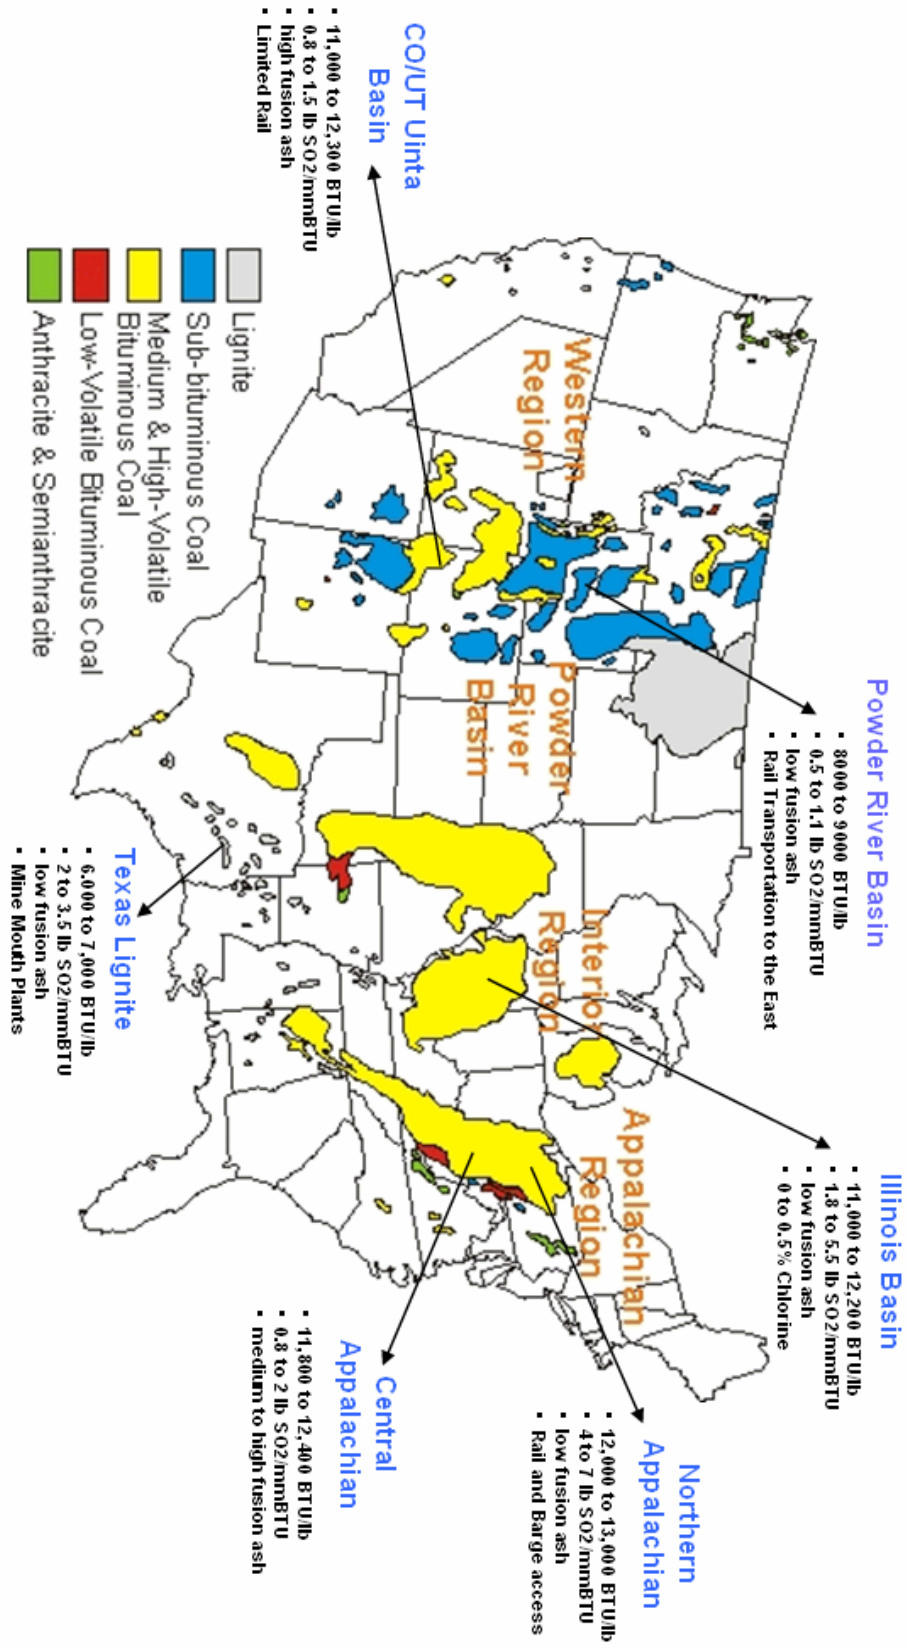 Powder River Basin
▪ 8000 to 9000 BTU/lb
▪ 0.5 to 1.1 lb SO2/mmBTU
▪ low fusion ash
▪ Rail Transportation to the East
Illinois Basin
▪ 11,000 to 12,200 BTU/lb
▪ 1.8 to 5.5 lb SO2/mmBTU
▪ low fusion ash
▪ 0 to 0.5% Chlorine
Northern
Appalachian
▪ 12,000 to 13,000 BTU/lb
▪ 4 to 7 lb SO2/mmBTU
▪ low fusion ash
▪ Rail and Barge access
Western
Region
Powder
River
Basin
Interior
Region
Appalachian
Region
CO/UT Uinta
Basin
▪ 11,000 to 12,300 BTU/lb
▪ 0.8 to 1.5 lb SO2/mmBTU
▪ high fusion ash
▪ Limited Rail
Central
Appalachian
▪ 11,800 to 12,400 BTU/lb
▪ 0.8 to 2 lb SO2/mmBTU
▪ medium to high fusion ash
Lignite
Sub-bituminous Coal
Medium & High-Volatile
Bituminous Coal
Low-Volatile Bituminous Coal
Anthracite & Semianthracite
Texas Lignite
▪ 6,000 to 7,000 BTU/lb
▪ 2 to 3.5 lb SO2/mmBTU
▪ low fusion ash
▪ Mine Mouth Plants